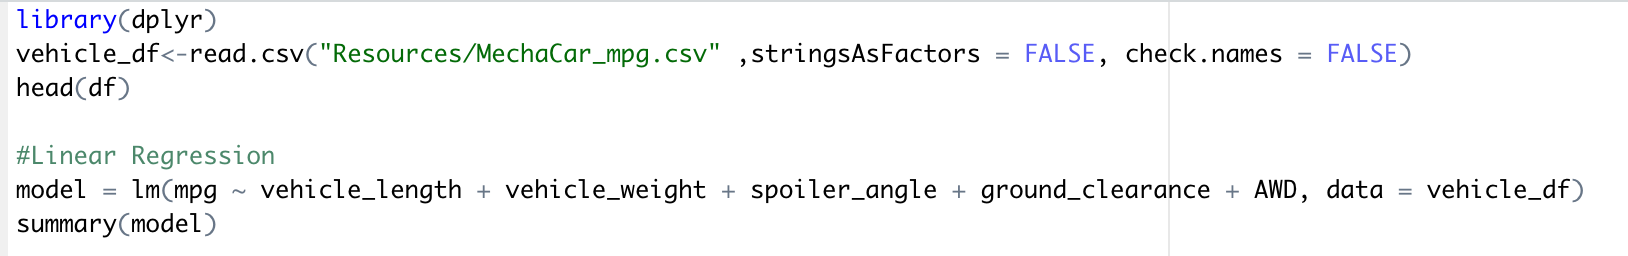 library(dplyr)
vehicle_df<-read.csv("Resources/MechaCar_mpg.csv" ,stringsAsFactors = FALSE, check.names = FALSE)
head(df)
#Linear Regression
model = lm(mpg ~ vehicle_length + vehicle_weight + spoiler_angle + ground_clearance + AWD, data = vehicle_df)
summary(model)